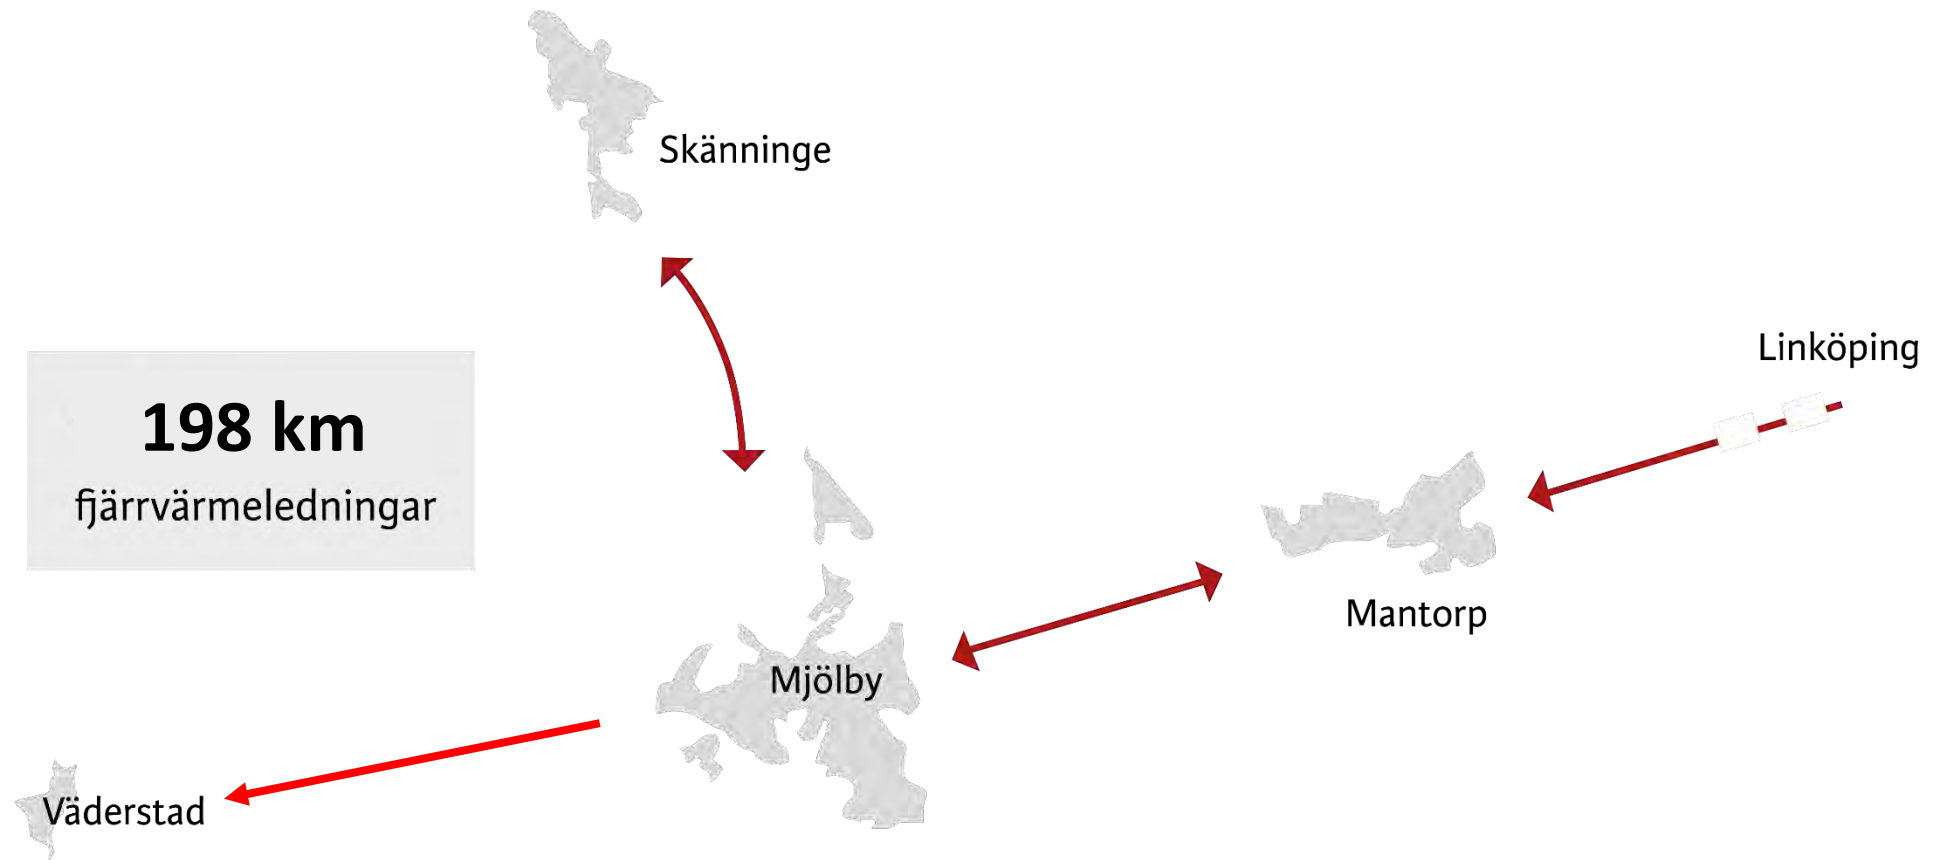 Skänninge
Linköping
198 km
fjärrvärmeledningar
Mantorp
Mjölby
Väderstad